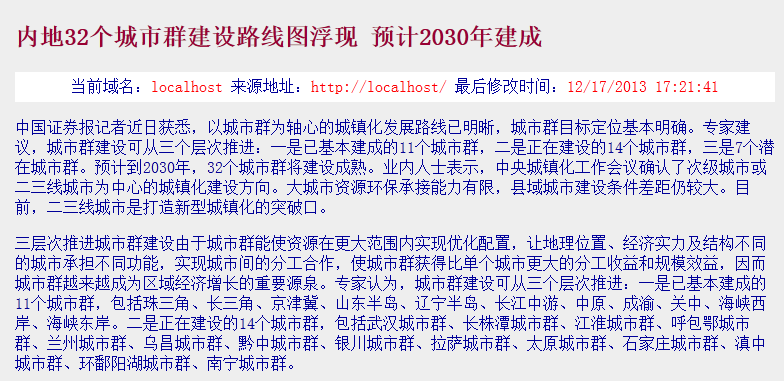 内地32个城市群建设路线图浮现 预计2030年建成
当前域名：localhost 来源地址：http://localhost/ 最后修改时间：12/17/2013 17:21:41
中国证券报记者近日获悉，以城市群为轴心的城镇化发展路线已明晰，城市群目标定位基本明确。专家建
议，城市群建设可从三个层次推进：一是已基本建成的11个城市群，二是正在建设的14个城市群，三是7个潜
在城市群。预计到2030年，32个城市群将建设成熟。业内人士表示，中央城镇化工作会议确认了次级城市或
二三线城市为中心的城镇化建设方向。大城市资源环保承接能力有限，县域城市建设条件差距仍较大。目
前，二三线城市是打造新型城镇化的突破口。
三层次推进城市群建设由于城市群能使资源在更大范围内实现优化配置，让地理位置、经济实力及结构不同
的城市承担不同功能，实现城市间的分工合作，使城市群获得比单个城市更大的分工收益和规模效益，因而
城市群越来越成为区域经济增长的重要源泉。专家认为，城市群建设可从三个层次推进：一是已基本建成的
11个城市群，包括珠三角、长三角、京津冀、山东半岛、辽宁半岛、长江中游、中原、成渝、关中、海峡西
岸、海峡东岸。二是正在建设的14个城市群，包括武汉城市群、长株潭城市群、江淮城市群、呼包鄂城市
群、兰州城市群、乌昌城市群、黔中城市群、银川城市群、拉萨城市群、太原城市群、石家庄城市群、滇中
城市群、环鄱阳湖城市群、南宁城市群。